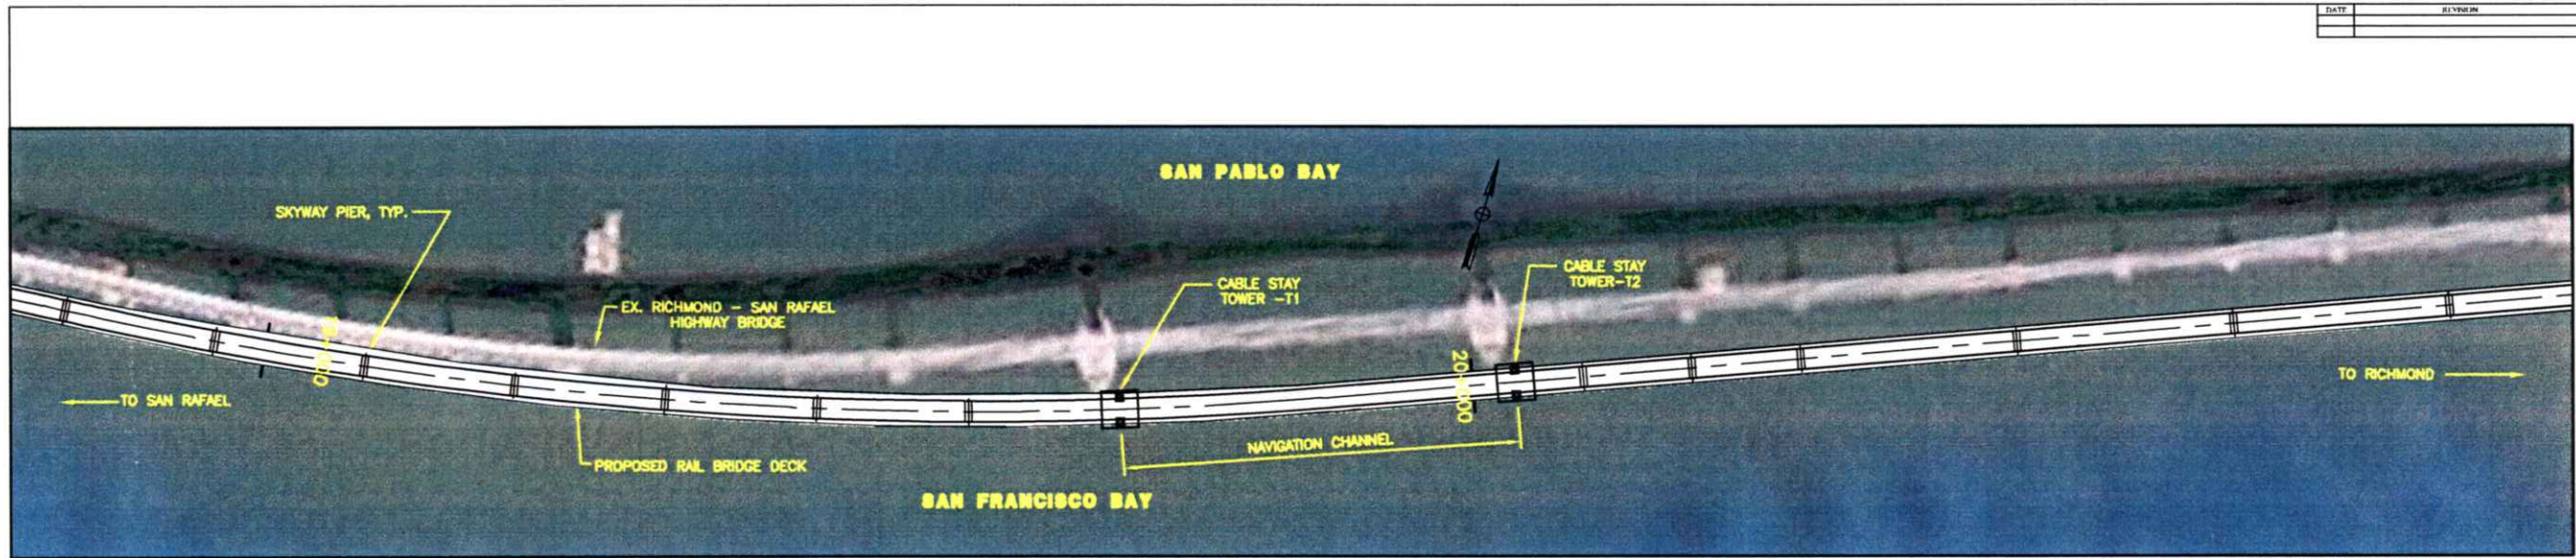 DATE
REVISION
SAN PABLO BAY
SKYWAY PIER, TYP.
CABLE STAY
TOWER -T1
CABLE STAY
TOWER-T2
EX. RICHMOND - SAN RAFAEL
HIGHWAY BRIDGE
20+000
TO SAN RAFAEL
TO RICHMOND
NAVIGATION CHANNEL
PROPOSED RAIL BRIDGE DECK
SAN FRANCISCO BAY